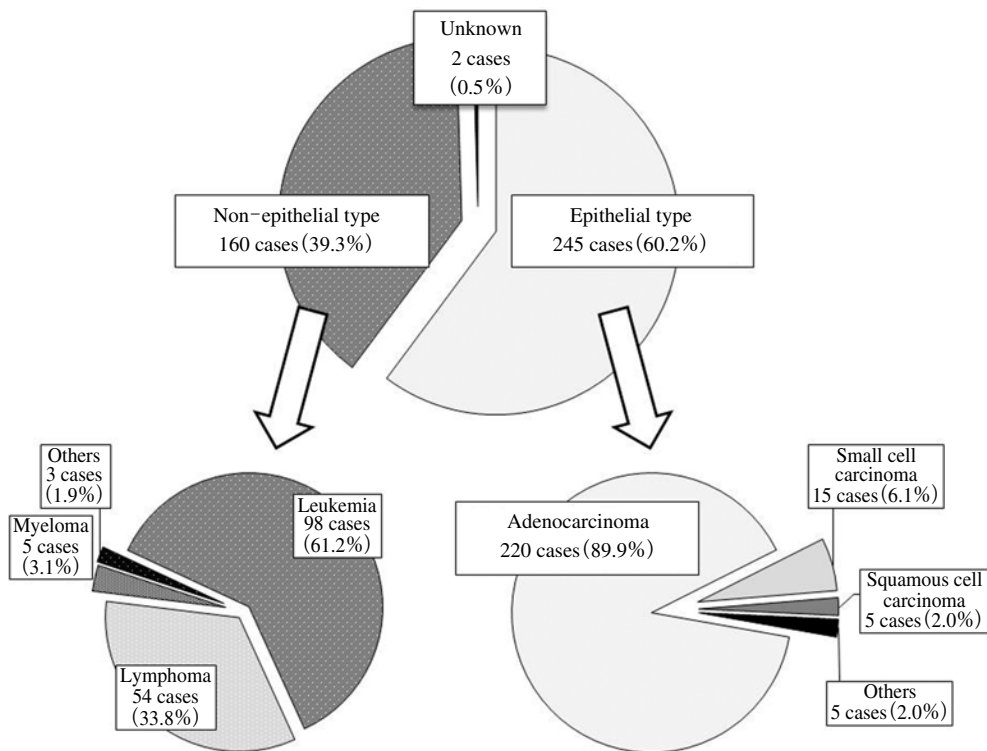 Unknown
2 cases
(0.5%)
Non-epithelial type
160 cases (39.3%)
Epithelial type
245 cases (60.2%)
Others
3 cases
(1.9%)
Myeloma
5 cases
(3.1%)
Leukemia
98 cases
(61.2%)
Lymphoma
54 cases
(33.8%)
Adenocarcinoma
220 cases (89.9%)
Small cell
carcinoma
15 cases (6.1%)
Squamous cell
carcinoma
5 cases (2.0%)
Others
5 cases (2.0%)